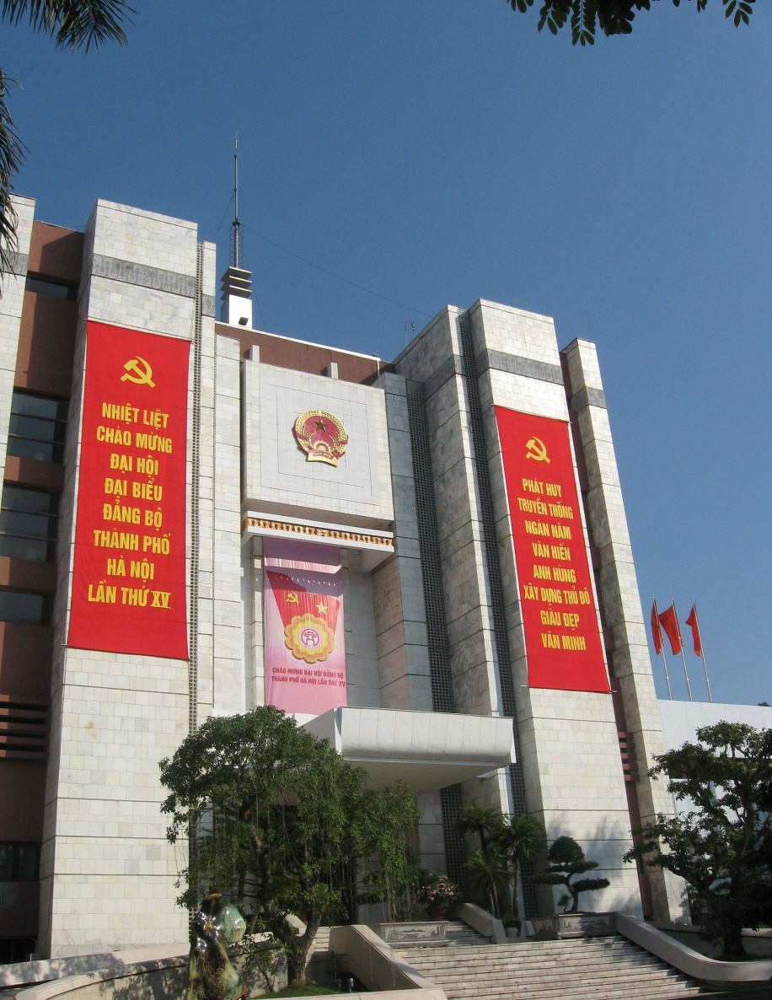 NHIỆT LIỆT
CHÀO MỪNG
ĐẠI HỘI
ĐẠI BIỂU
ĐẢNG BỘ
THÀNH PHỐ
HÀ NỘI
LẦN THỨ XV
CHÀO MỪNG ĐẠI HỘI ĐẢNG BỘ
THÀNH PHỐ HÀ NỘI LẦN THỨ XV
PHÁT HUY
TRUYỀN THỐNG
NGÀN NĂM
VĂN HIẾN
ANH HÙNG
XÂY DỰNG THỦ ĐÔ
GIÀU ĐẸP
VĂN MINH